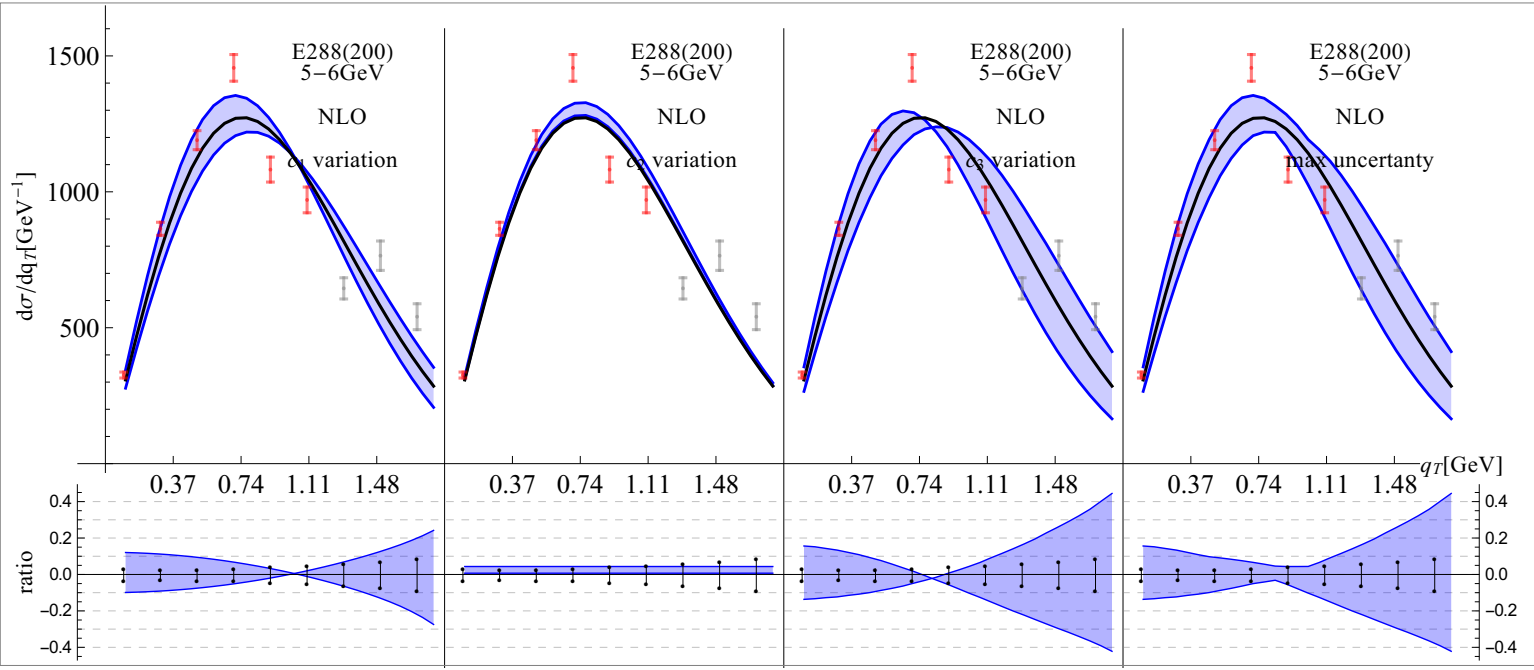 E288(200) E288(200) E288(200) E288(200)
5−6GeV 5−6GeV 5−6GeV 5−6GeV
NLO NLO NLO NLO
c₁ variation c₂ variation c₃ variation max uncertanty
1500
1000
500
dσ/dq_T[GeV⁻¹]
q_T[GeV]
0.37 0.74 1.11 1.48 0.37 0.74 1.11 1.48 0.37 0.74 1.11 1.48 0.37 0.74 1.11 1.48
ratio
0.4 0.4
0.2 0.2
0.0 0.0
−0.2 −0.2
−0.4 −0.4